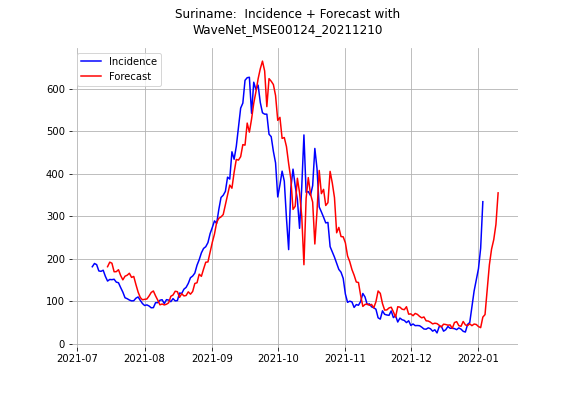 Suriname:  Incidence + Forecast with
WaveNet_MSE00124_20211210
Incidence
Forecast
600
500
400
300
200
100
0
2021-07 2021-08 2021-09 2021-10 2021-11 2021-12 2022-01